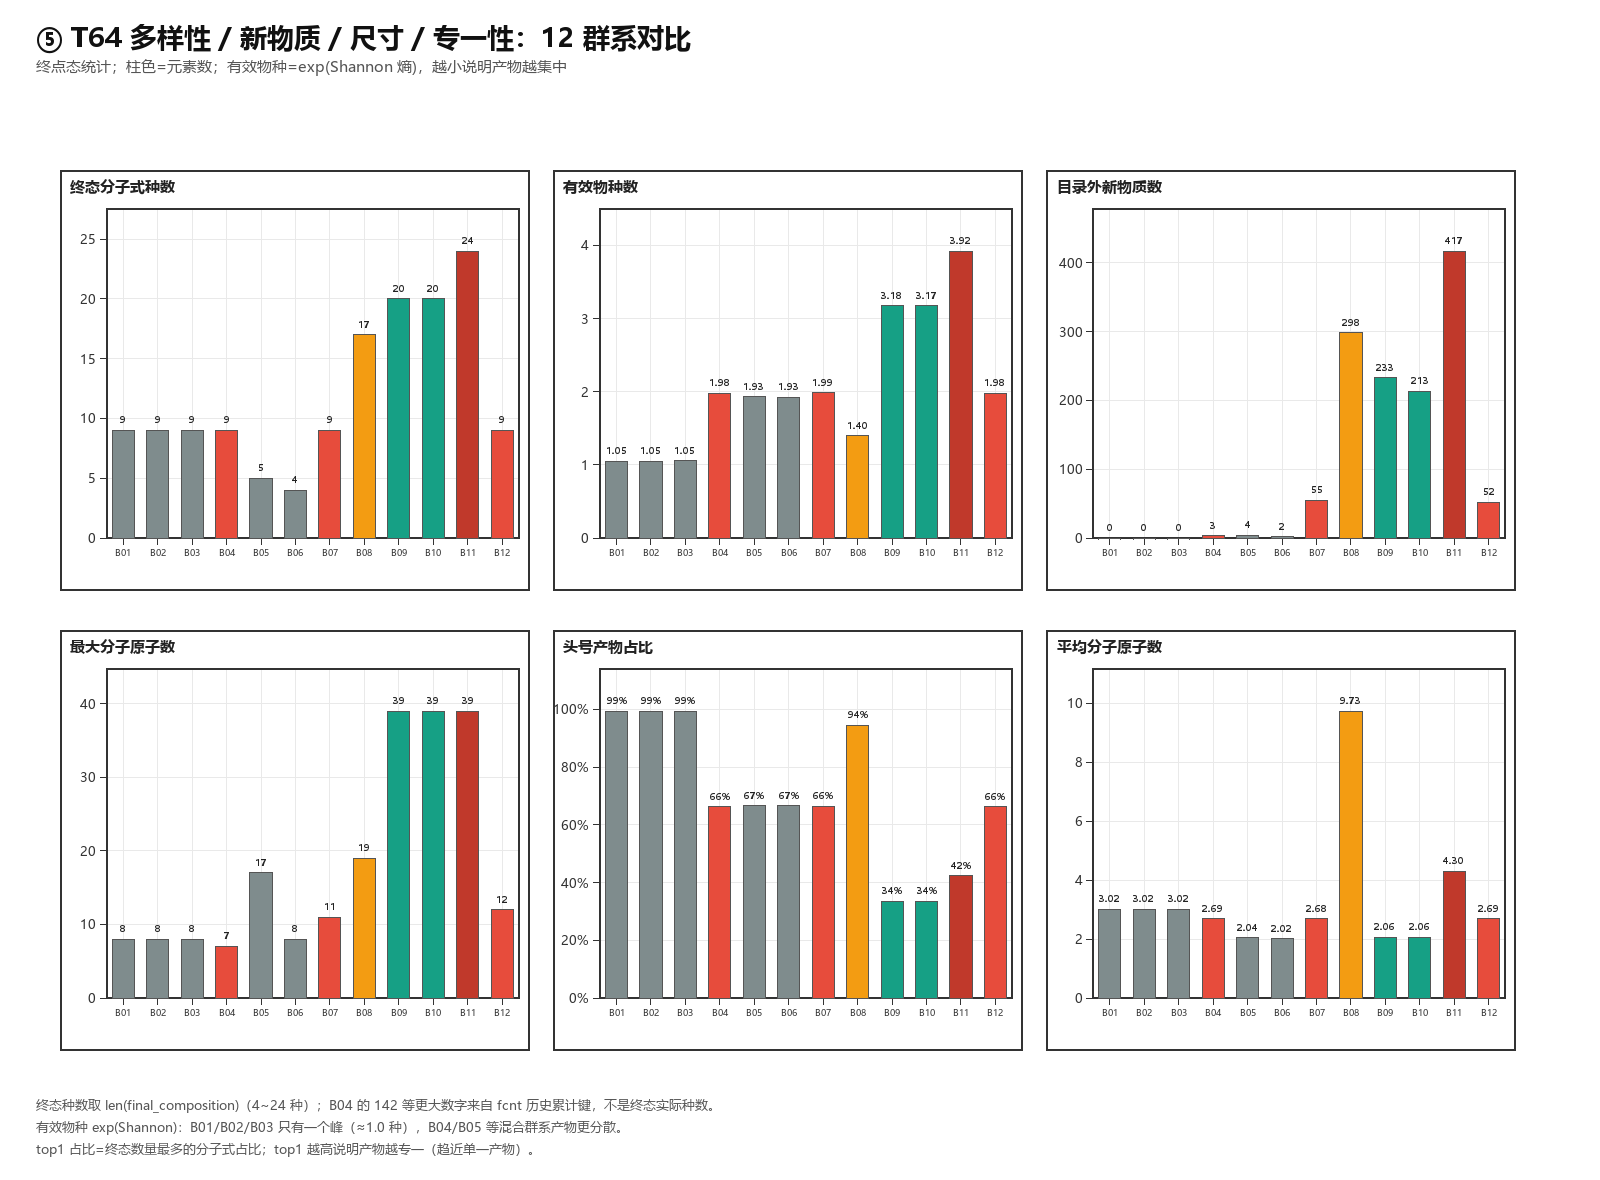 ⑤ T64 多样性 / 新物质 / 尺寸 / 专一性：12 群系对比
终点态统计；柱色=元素数；有效物种=exp(Shannon 熵)，越小说明产物越集中
终态分子式种数
25
20
15
10
5
0
9 9 9 9 5 4 9 17 20 20 24 9
B01 B02 B03 B04 B05 B06 B07 B08 B09 B10 B11 B12
有效物种数
4
3
2
1
0
1.05 1.05 1.05 1.98 1.93 1.93 1.99 1.40 3.18 3.17 3.92 1.98
B01 B02 B03 B04 B05 B06 B07 B08 B09 B10 B11 B12
目录外新物质数
400
300
200
100
0
0 0 0 3 4 2 55 298 233 213 417 52
B01 B02 B03 B04 B05 B06 B07 B08 B09 B10 B11 B12
最大分子原子数
40
30
20
10
0
8 8 8 7 17 8 11 19 39 39 39 12
B01 B02 B03 B04 B05 B06 B07 B08 B09 B10 B11 B12
头号产物占比
100%
80%
60%
40%
20%
0%
99% 99% 99% 66% 67% 67% 66% 94% 34% 34% 42% 66%
B01 B02 B03 B04 B05 B06 B07 B08 B09 B10 B11 B12
平均分子原子数
10
8
6
4
2
0
3.02 3.02 3.02 2.69 2.04 2.02 2.68 9.73 2.06 2.06 4.30 2.69
B01 B02 B03 B04 B05 B06 B07 B08 B09 B10 B11 B12
终态种数取 len(final_composition)（4~24 种）；B04 的 142 等更大数字来自 fcnt 历史累计键，不是终态实际种数。
有效物种 exp(Shannon)：B01/B02/B03 只有一个峰（≈1.0 种），B04/B05 等混合群系产物更分散。
top1 占比=终态数量最多的分子式占比；top1 越高说明产物越专一（趋近单一产物）。